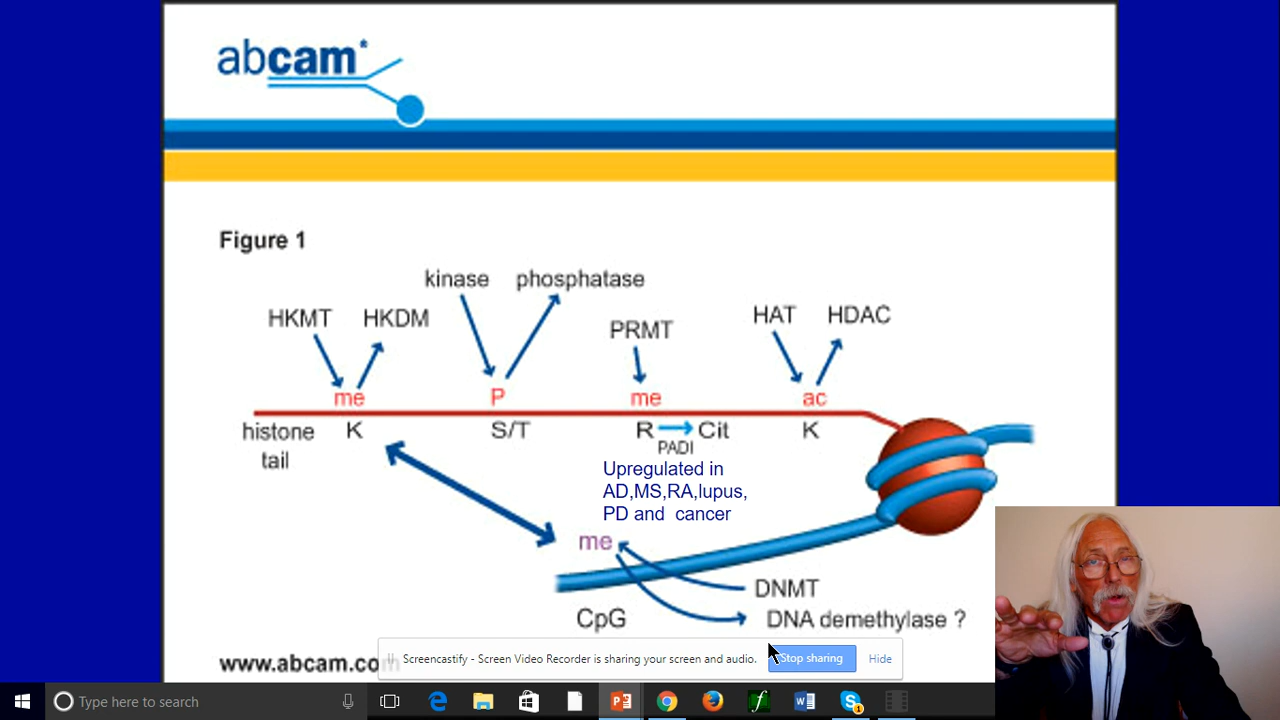 abcam®
Figure 1
kinase phosphatase
HKMT HKDM PRMT HAT HDAC
me P me ac
histone tail K S/T R Cit K
PADI
Upregulated in
AD,MS,RA,lupus,
PD and cancer
me
DNMT
CpG DNA demethylase ?
www.abcam.co
Screencastify - Screen Video Recorder is sharing your screen and audio. Stop sharing Hide
Type here to search